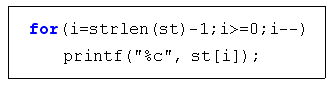 for(i=strlen(st)-1;i>=0;i--)
printf("%c", st[i]);